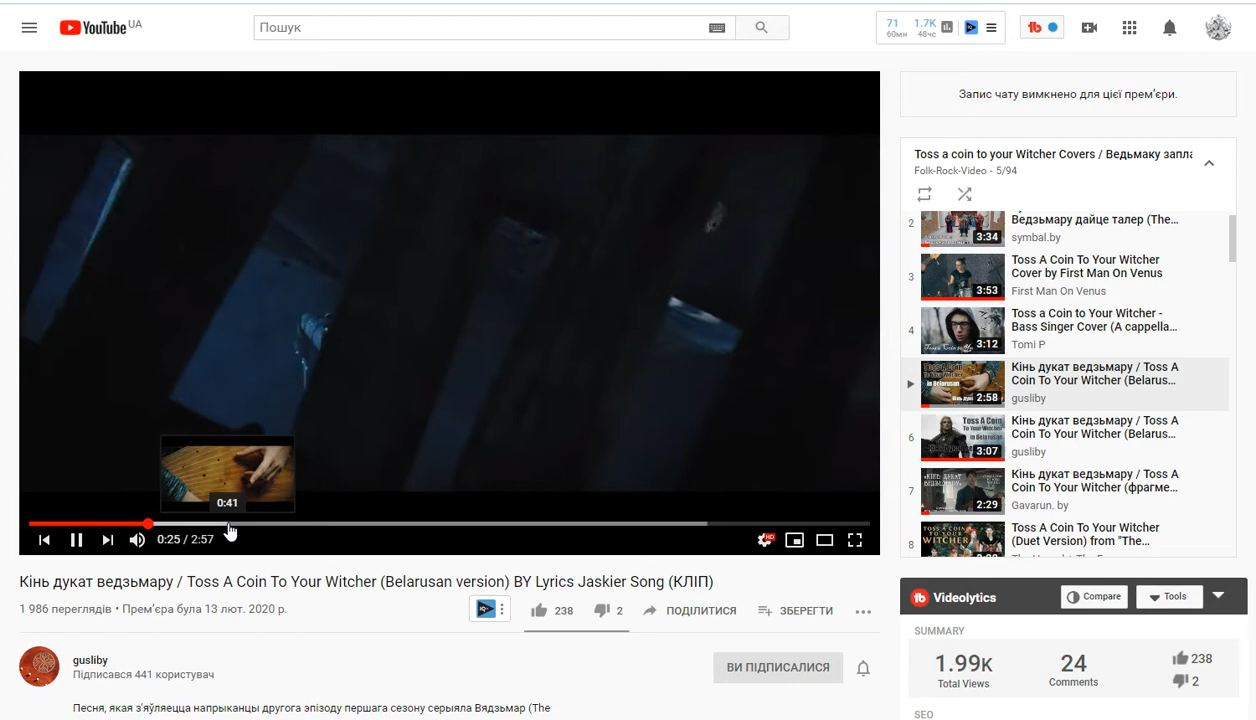 YouTube UA
Пошук
71 1.7K
60мн 48чс
Запис чату вимкнено для цієї прем’єри.
Toss a coin to your Witcher Covers / Ведьмаку запла
Folk-Rock-Video - 5/94
2
Ведзьмару дайце талер (The...
symbal.by
3:34
3
Toss A Coin To Your Witcher
Cover by First Man On Venus
First Man On Venus
3:53
4
Toss a Coin to Your Witcher -
Bass Singer Cover (A cappella...
Tomi P
3:12
Кінь дукат ведзьмару / Toss A
Coin To Your Witcher (Belarus...
gusliby
2:58
6
Кінь дукат ведзьмару / Toss A
Coin To Your Witcher (Belarus...
gusliby
3:07
7
Кінь дукат ведзьмару / Toss A
Coin To Your Witcher (фрагме...
Gavarun. by
2:29
8
Toss A Coin To Your Witcher
(Duet Version) from "The...
0:41
0:25 / 2:57
HD
Кінь дукат ведзьмару / Toss A Coin To Your Witcher (Belarusan version) BY Lyrics Jaskier Song (КЛІП)
1 986 переглядів • Прем’єра була 13 лют. 2020 р.
238
2
ПОДІЛИТИСЯ
ЗБЕРЕГТИ
gusliby
Підписався 441 користувач
ВИ ПІДПИСАЛИСЯ
Песня, якая з'яўляецца напрыканцы другога эпізоду першага сезону серыяла Вядзьмар (The
Videolytics
Compare
Tools
SUMMARY
1.99K
Total Views
24
Comments
238
2
SEO